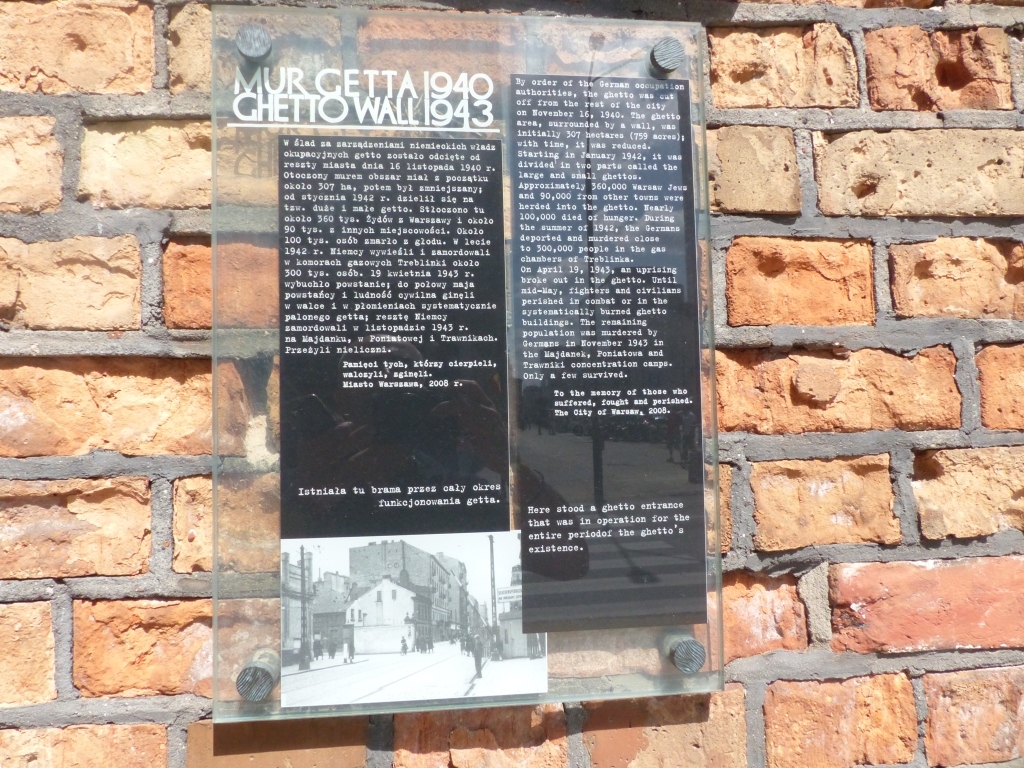 MUR GETTA 1940
GHETTO WALL 1943
W ślad za zarządzeniami niemieckich władz
okupacyjnych getto zostało odcięte od
reszty miasta dnia 16 listopada 1940 r.
Otoczony murem obszar miał z początku
około 307 ha, potem był zmniejszany;
od stycznia 1942 r. dzielił się na
tzw. duże i małe getto. Stłoczono tu
około 360 tys. Żydów z Warszawy i około
90 tys. z innych miejscowości. Około
100 tys. osób zmarło z głodu. W lecie
1942 r. Niemcy wywieźli i zamordowali
w komorach gazowych Treblinki około
300 tys. osób. 19 kwietnia 1943 r.
wybuchło powstanie; do połowy maja
powstańcy i ludność cywilna ginęli
w walce i w płomieniach systematycznie
palonego getta; resztę Niemcy
zamordowali w listopadzie 1943 r.
na Majdanku, w Poniatowej i Trawnikach.
Przeżyli nieliczni.
Pamięci tych, którzy cierpieli,
walczyli, zginęli.
Miasto Warszawa, 2008 r.
Istniała tu brama przez cały okres
funkcjonowania getta.
By order of the German occupation
authorities, the ghetto was cut
off from the rest of the city
on November 16, 1940. The ghetto
area, surrounded by a wall, was
initially 307 hectares (759 acres);
with time, it was reduced.
Starting in January 1942, it was
divided in two parts called the
large and small ghettos.
Approximately 360,000 Warsaw Jews
and 90,000 from other towns were
herded into the ghetto. Nearly
100,000 died of hunger. During
the summer of 1942, the Germans
deported and murdered close
to 300,000 people in the gas
chambers of Treblinka.
On April 19, 1943, an uprising
broke out in the ghetto. Until
mid-May, fighters and civilians
perished in combat or in the
systematically burned ghetto
buildings. The remaining
population was murdered by
Germans in November 1943 in
the Majdanek, Poniatowa and
Trawniki concentration camps.
Only a few survived.
To the memory of those who
suffered, fought and perished.
The City of Warsaw, 2008.
Here stood a ghetto entrance
that was in operation for the
entire periodof the ghetto's
existence.